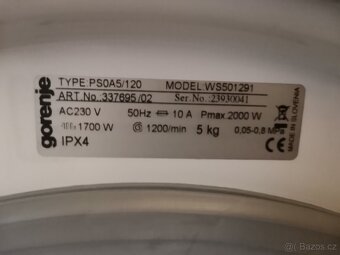 gorenje
TYPE.PS0A5/120 MODEL.WS501291
ART.No.337695/02 Ser.No.:23930041
AC230 V 50Hz 10 A Pmax.2000 W
1700 W 1200/min 5 kg 0,05-0,8 MPa
IPX4
MADE IN SLOVENIA
Bazos.cz